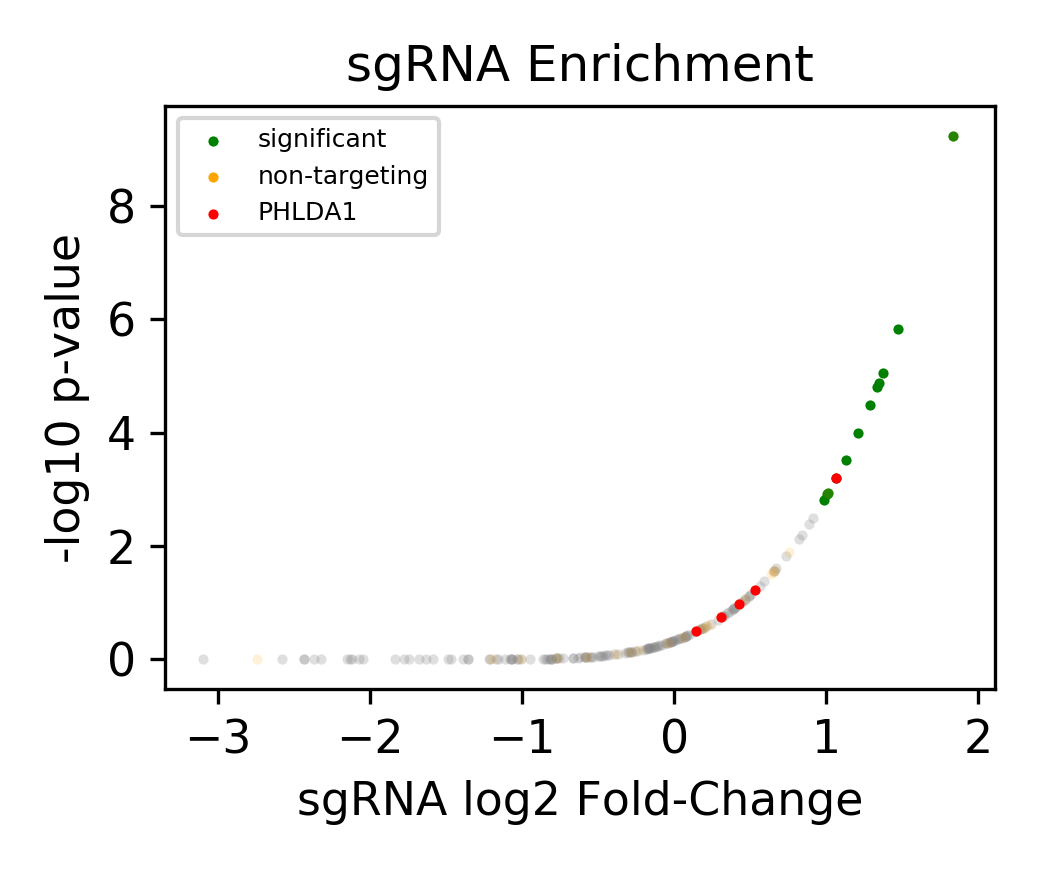 sgRNA Enrichment
significant
non-targeting
PHLDA1
-log10 p-value
8
6
4
2
0
−3 −2 −1 0 1 2
sgRNA log2 Fold-Change